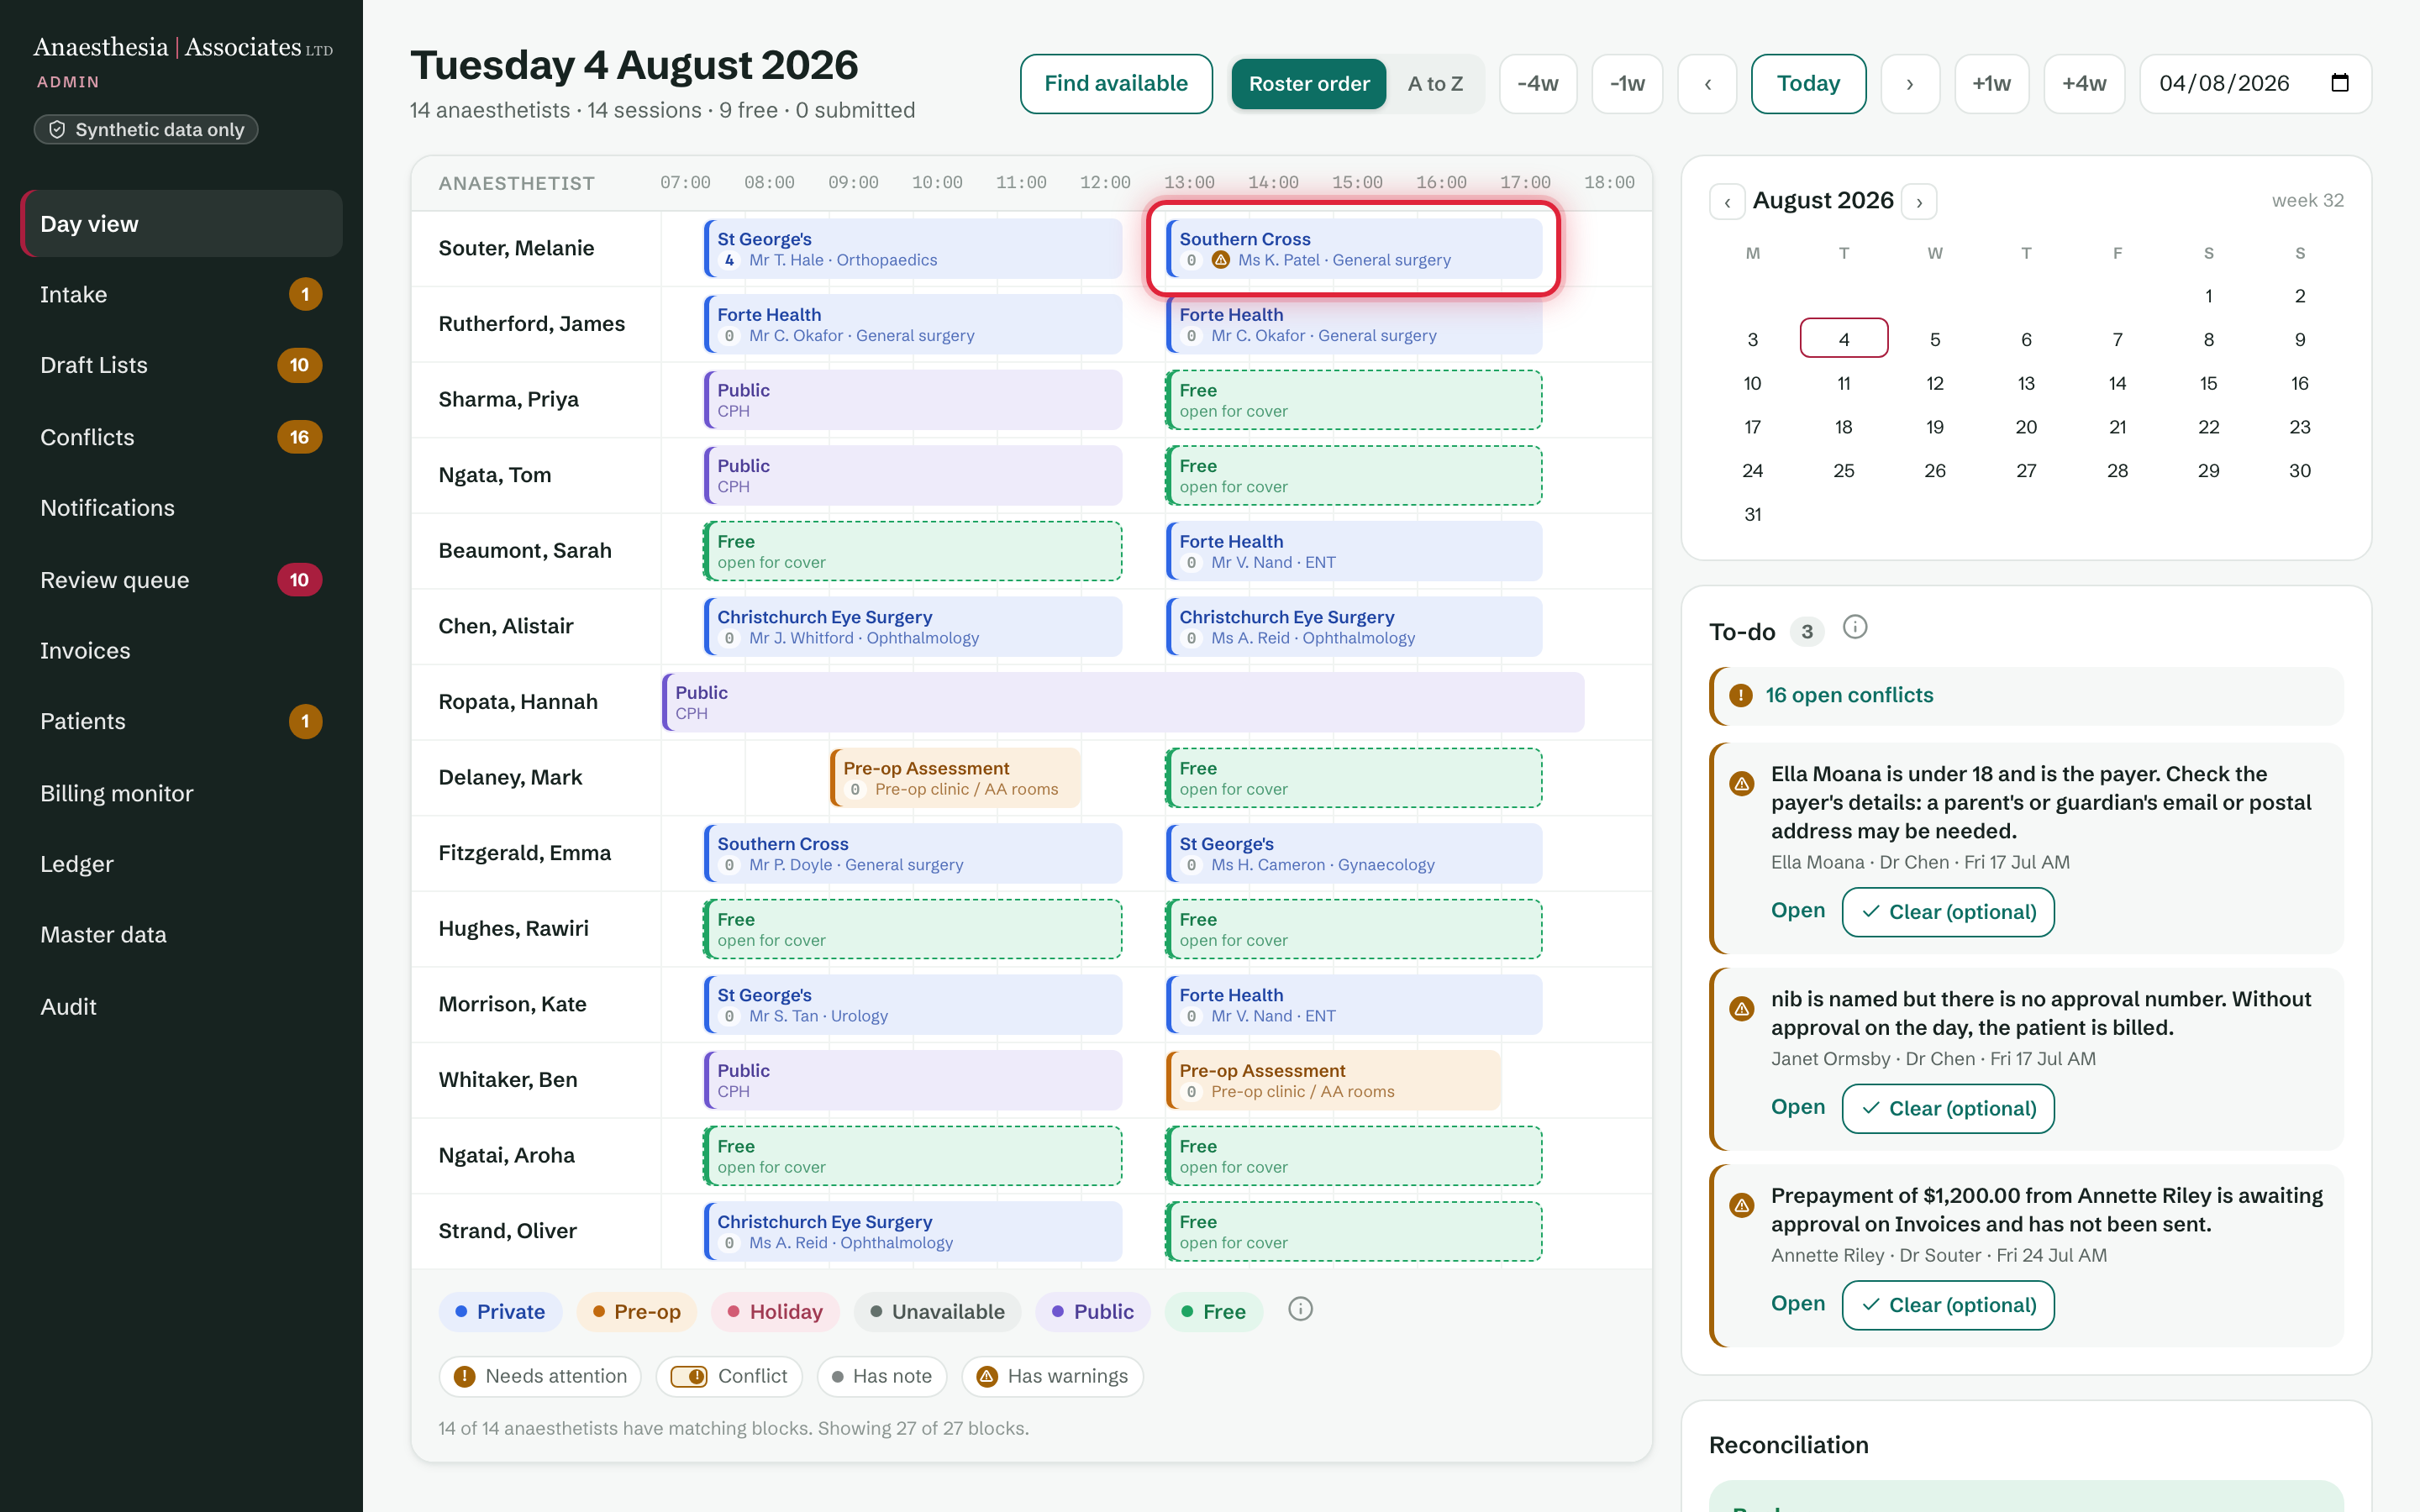 Anaesthesia | Associates LTD
ADMIN
Synthetic data only
Day view
Intake 1
Draft Lists 10
Conflicts 16
Notifications
Review queue 10
Invoices
Patients 1
Billing monitor
Ledger
Master data
Audit
Tuesday 4 August 2026
14 anaesthetists · 14 sessions · 9 free · 0 submitted
Find available
Roster order A to Z
-4w
-1w
‹
Today
›
+1w
+4w
04/08/2026
ANAESTHETIST 07:00 08:00 09:00 10:00 11:00 12:00 13:00 14:00 15:00 16:00 17:00 18:00
Souter, Melanie
St George's
4 Mr T. Hale · Orthopaedics
Southern Cross
0 Ms K. Patel · General surgery
Rutherford, James
Forte Health
0 Mr C. Okafor · General surgery
Forte Health
0 Mr C. Okafor · General surgery
Sharma, Priya
Public
CPH
Free
open for cover
Ngata, Tom
Public
CPH
Free
open for cover
Beaumont, Sarah
Free
open for cover
Forte Health
0 Mr V. Nand · ENT
Chen, Alistair
Christchurch Eye Surgery
0 Mr J. Whitford · Ophthalmology
Christchurch Eye Surgery
0 Ms A. Reid · Ophthalmology
Ropata, Hannah
Public
CPH
Delaney, Mark
Pre-op Assessment
0 Pre-op clinic / AA rooms
Free
open for cover
Fitzgerald, Emma
Southern Cross
0 Mr P. Doyle · General surgery
St George's
0 Ms H. Cameron · Gynaecology
Hughes, Rawiri
Free
open for cover
Free
open for cover
Morrison, Kate
St George's
0 Mr S. Tan · Urology
Forte Health
0 Mr V. Nand · ENT
Whitaker, Ben
Public
CPH
Pre-op Assessment
0 Pre-op clinic / AA rooms
Ngatai, Aroha
Free
open for cover
Free
open for cover
Strand, Oliver
Christchurch Eye Surgery
0 Ms A. Reid · Ophthalmology
Free
open for cover
Private
Pre-op
Holiday
Unavailable
Public
Free
Needs attention
Conflict
Has note
Has warnings
14 of 14 anaesthetists have matching blocks. Showing 27 of 27 blocks.
‹ August 2026 › week 32
M T W T F S S
1 2
3 4 5 6 7 8 9
10 11 12 13 14 15 16
17 18 19 20 21 22 23
24 25 26 27 28 29 30
31
To-do 3
16 open conflicts
Ella Moana is under 18 and is the payer. Check the
payer's details: a parent's or guardian's email or postal
address may be needed.
Ella Moana · Dr Chen · Fri 17 Jul AM
Open Clear (optional)
nib is named but there is no approval number. Without
approval on the day, the patient is billed.
Janet Ormsby · Dr Chen · Fri 17 Jul AM
Open Clear (optional)
Prepayment of $1,200.00 from Annette Riley is awaiting
approval on Invoices and has not been sent.
Annette Riley · Dr Souter · Fri 24 Jul AM
Open Clear (optional)
Reconciliation